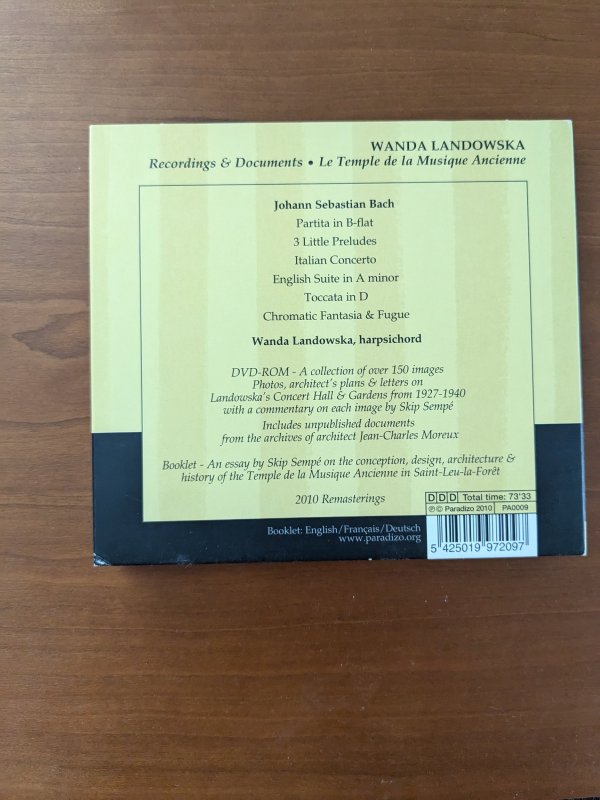 WANDA LANDOWSKA
Recordings & Documents • Le Temple de la Musique Ancienne
Johann Sebastian Bach
Partita in B-flat
3 Little Preludes
Italian Concerto
English Suite in A minor
Toccata in D
Chromatic Fantasia & Fugue
Wanda Landowska, harpsichord
DVD-ROM - A collection of over 150 images
Photos, architect's plans & letters on
Landowska's Concert Hall & Gardens from 1927-1940
with a commentary on each image by Skip Sempé
Includes unpublished documents
from the archives of architect Jean-Charles Moreux
Booklet - An essay by Skip Sempé on the conception, design, architecture &
history of the Temple de la Musique Ancienne in Saint-Leu-la-Forêt
2010 Remasterings
DDD Total time: 73'33
℗© Paradizo 2010 PA0009
Booklet: English/Français/Deutsch
www.paradizo.org
5 425019 972097